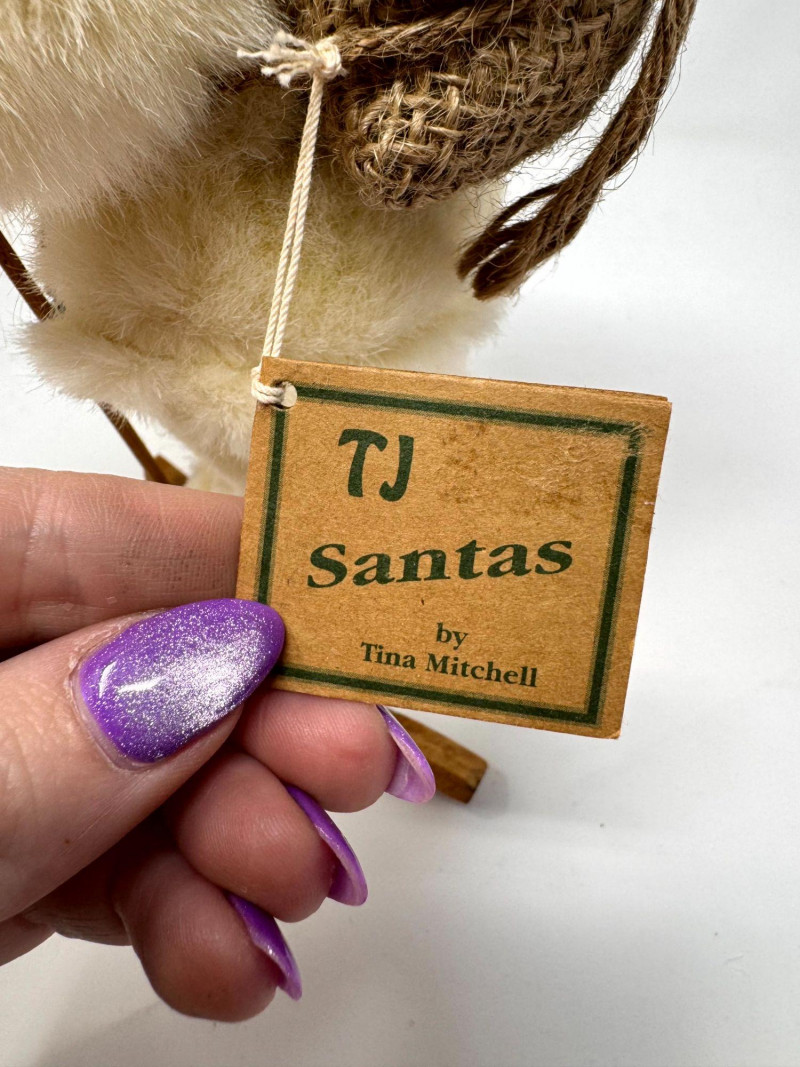 TJ
Santas
by
Tina Mitchell